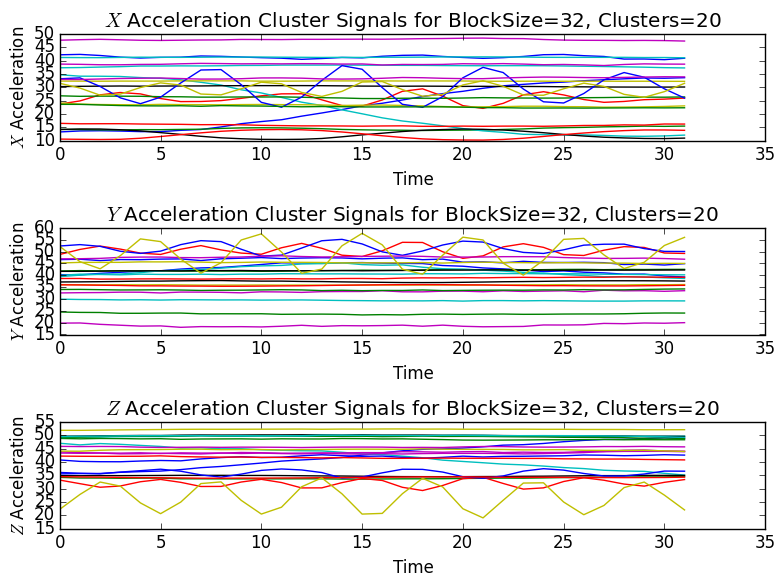 X Acceleration Cluster Signals for BlockSize=32, Clusters=20
X Acceleration
50
45
40
35
30
25
20
15
10
0 5 10 15 20 25 30 35
Time
Y Acceleration Cluster Signals for BlockSize=32, Clusters=20
Y Acceleration
60
55
50
45
40
35
30
25
20
15
0 5 10 15 20 25 30 35
Time
Z Acceleration Cluster Signals for BlockSize=32, Clusters=20
Z Acceleration
55
50
45
40
35
30
25
20
15
0 5 10 15 20 25 30 35
Time